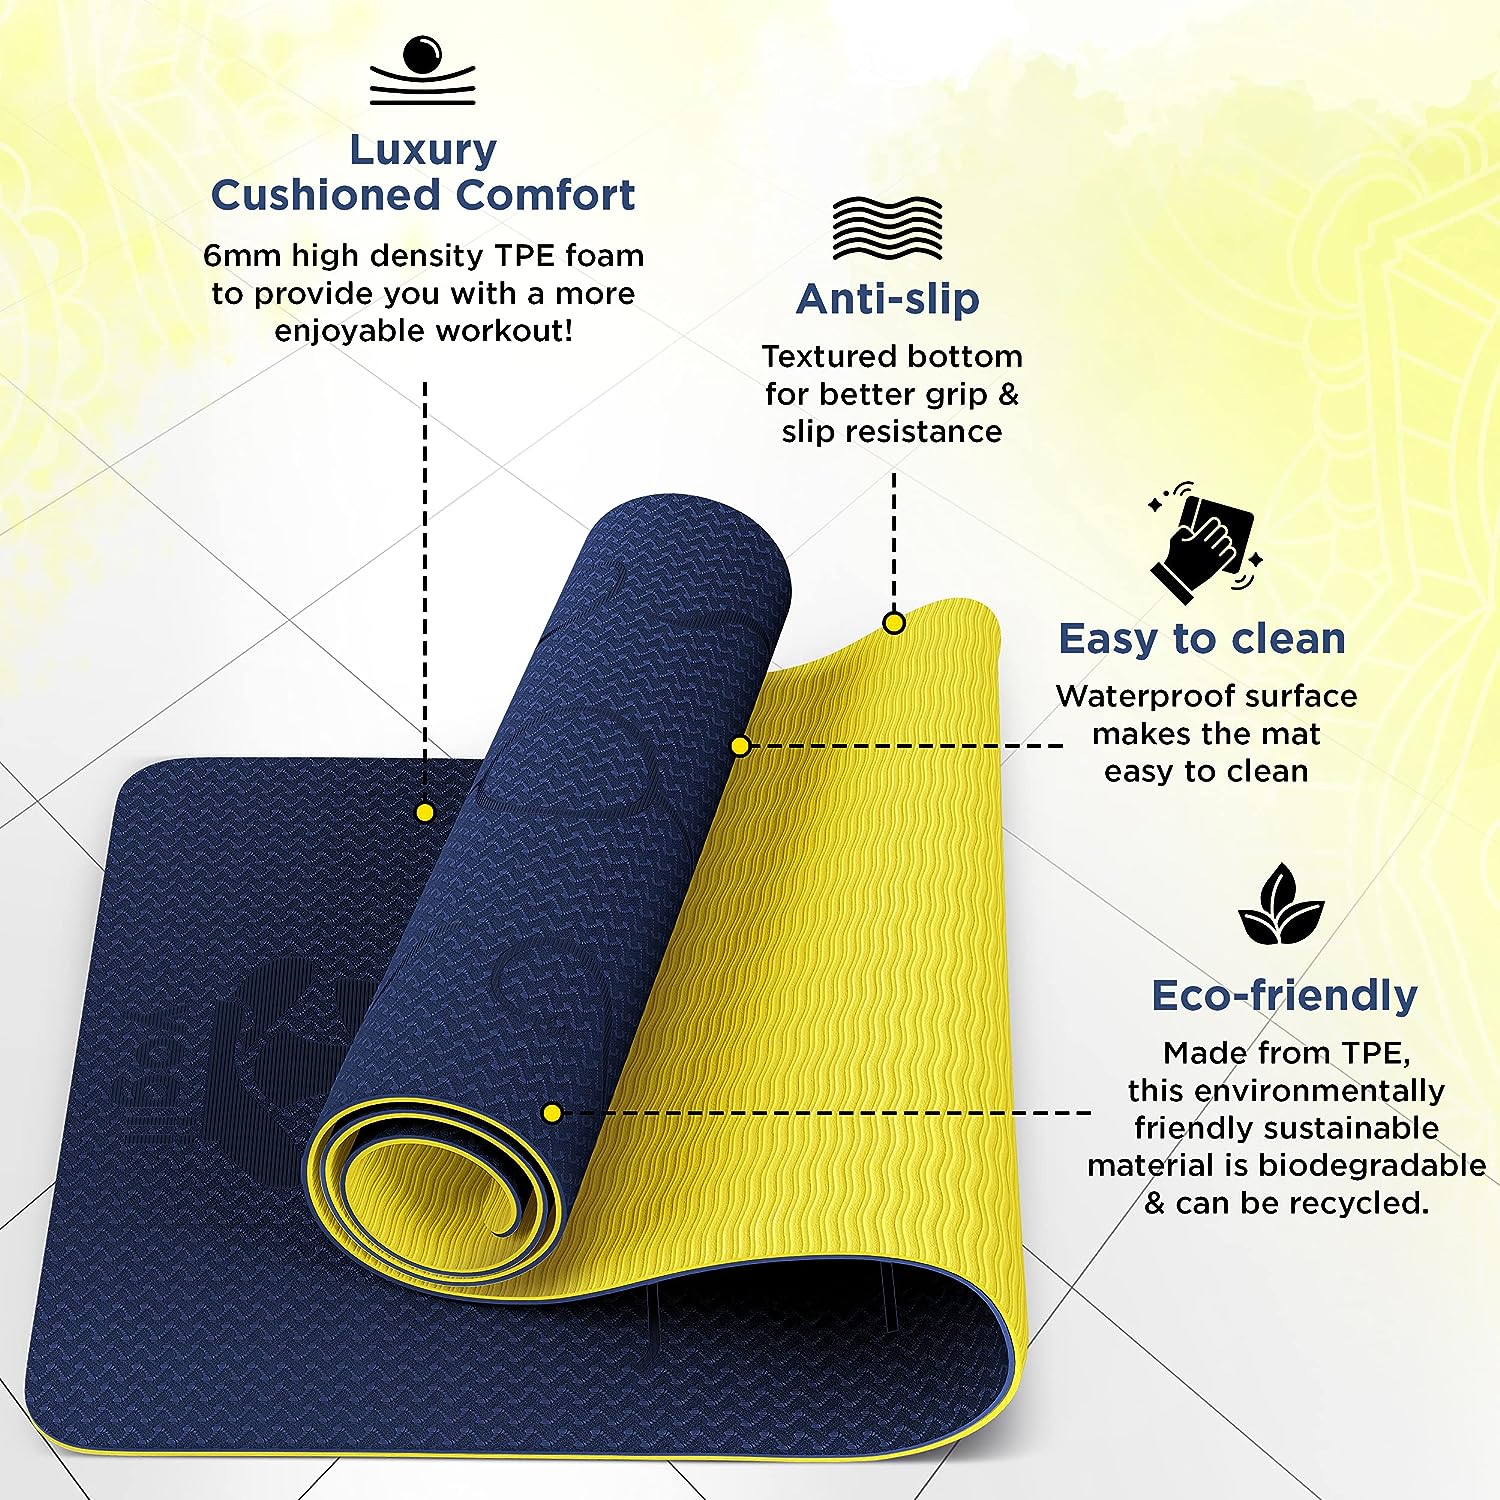 Luxury
Cushioned Comfort
6mm high density TPE foam
to provide you with a more
enjoyable workout!
Anti-slip
Textured bottom
for better grip &
slip resistance
Easy to clean
Waterproof surface
makes the mat
easy to clean
Eco-friendly
Made from TPE,
this environmentally
friendly sustainable
material is biodegradable
& can be recycled.